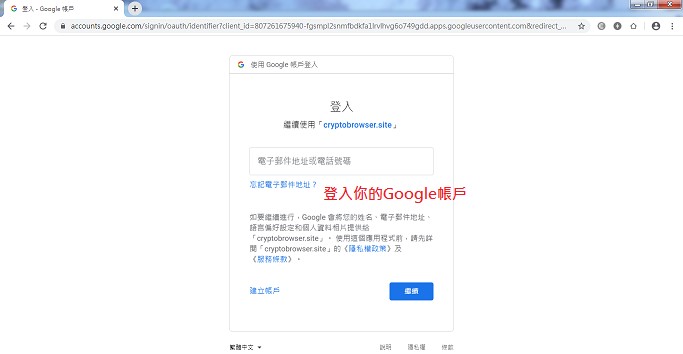 登入 - Google 帳戶
accounts.google.com/signin/oauth/identifier?client_id=807261675940-fgsmpl2snmfbdkfa1lrvlhvg6o749gdd.apps.googleusercontent.com&redirect_...
使用 Google 帳戶登入
登入
繼續使用「cryptobrowser.site」
電子郵件地址或電話號碼
忘記電子郵件地址？
登入你的Google帳戶
如要繼續進行，Google 會將您的姓名、電子郵件地址、
語言偏好設定和個人資料相片提供給
「cryptobrowser.site」。使用這個應用程式前，請先詳
閱「cryptobrowser.site」的《隱私權政策》及
《服務條款》。
建立帳戶
繼續
繁體中文
說明
隱私權
條款